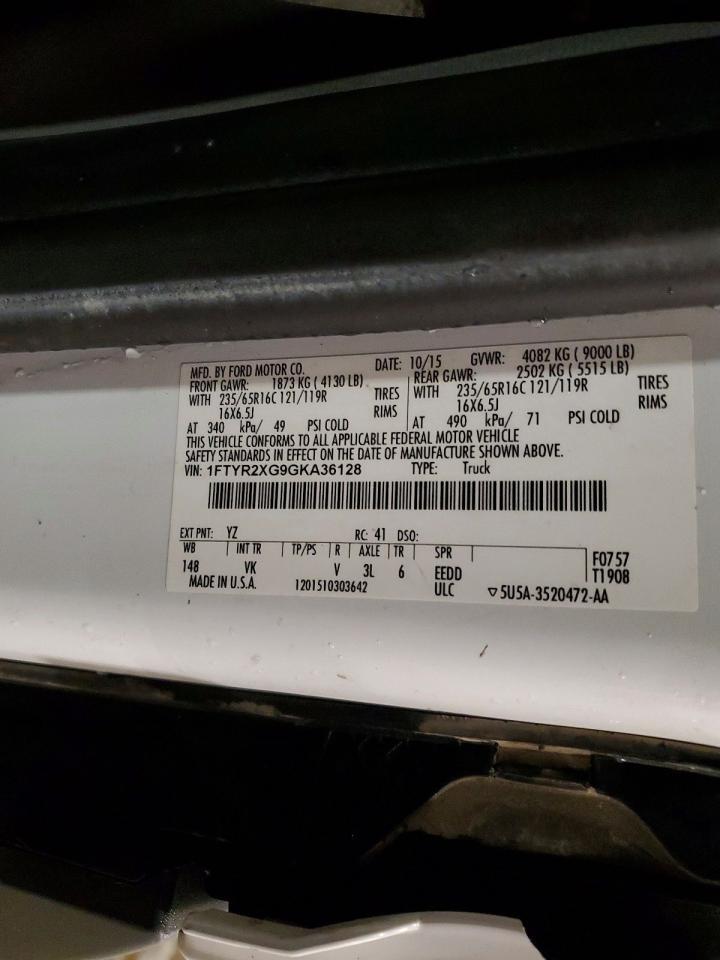 MFD. BY FORD MOTOR CO. DATE: 10/15 GVWR: 4082 KG ( 9000 LB)
FRONT GAWR: 1873 KG ( 4130 LB) REAR GAWR: 2502 KG ( 5515 LB)
WITH 235/65R16C 121/119R TIRES WITH 235/65R16C 121/119R TIRES
16X6.5J RIMS 16X6.5J RIMS
AT 340 kPa/ 49 PSI COLD AT 490 kPa/ 71 PSI COLD
THIS VEHICLE CONFORMS TO ALL APPLICABLE FEDERAL MOTOR VEHICLE
SAFETY STANDARDS IN EFFECT ON THE DATE OF MANUFACTURE SHOWN ABOVE.
VIN: 1FTYR2XG9GKA36128 TYPE: Truck
EXT PNT: YZ RC: 41 DSO:
WB INT TR TP/PS R AXLE TR SPR F0757
148 VK V 3L 6 EEDD T1908
MADE IN U.S.A. 1201510303642 ULC ▽5U5A-3520472-AA